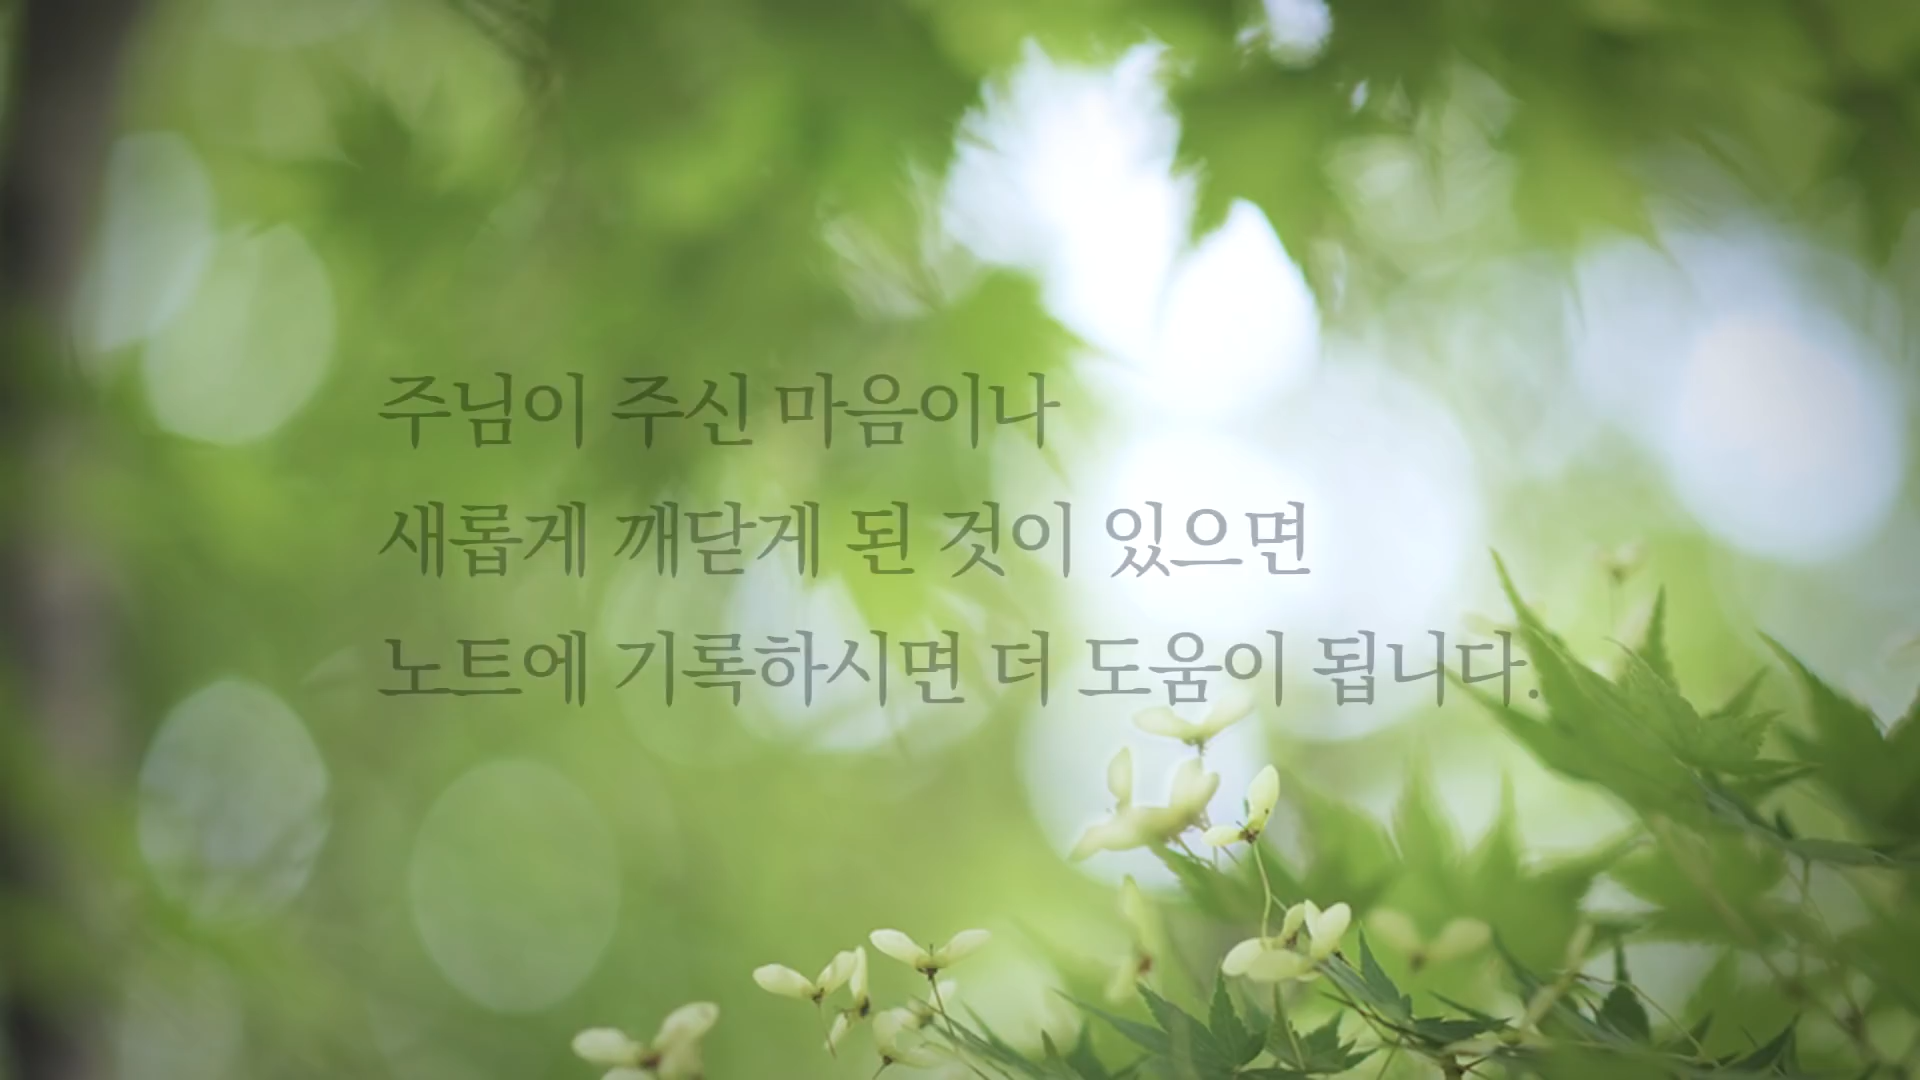 주님이 주신 마음이나
새롭게 깨닫게 된 것이 있으면
노트에 기록하시면 더 도움이 됩니다.